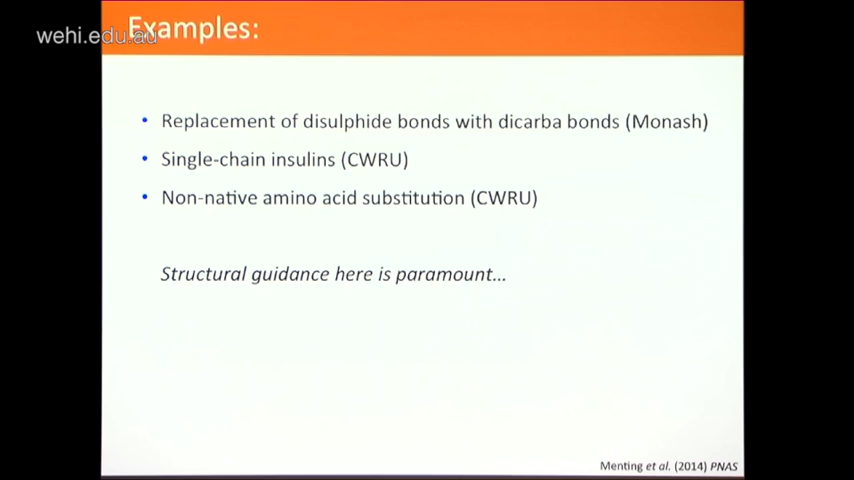 Examples:
wehi.edu.au
• Replacement of disulphide bonds with dicarba bonds (Monash)
• Single-chain insulins (CWRU)
• Non-native amino acid substitution (CWRU)
Structural guidance here is paramount...
Menting et al. (2014) PNAS